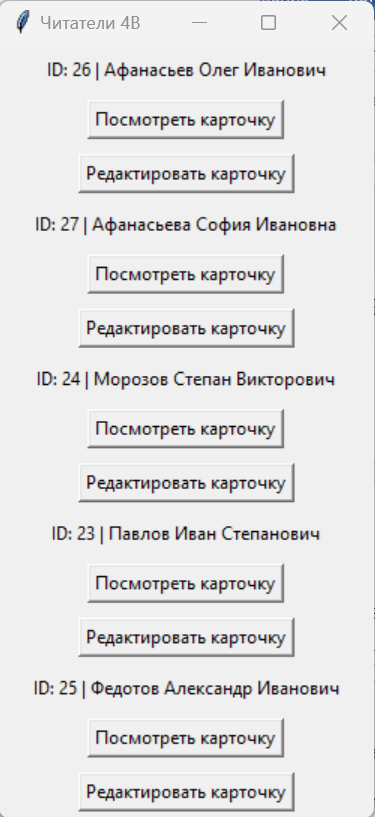 Читатели 4В
ID: 26 | Афанасьев Олег Иванович
Посмотреть карточку
Редактировать карточку
ID: 27 | Афанасьева София Ивановна
Посмотреть карточку
Редактировать карточку
ID: 24 | Морозов Степан Викторович
Посмотреть карточку
Редактировать карточку
ID: 23 | Павлов Иван Степанович
Посмотреть карточку
Редактировать карточку
ID: 25 | Федотов Александр Иванович
Посмотреть карточку
Редактировать карточку